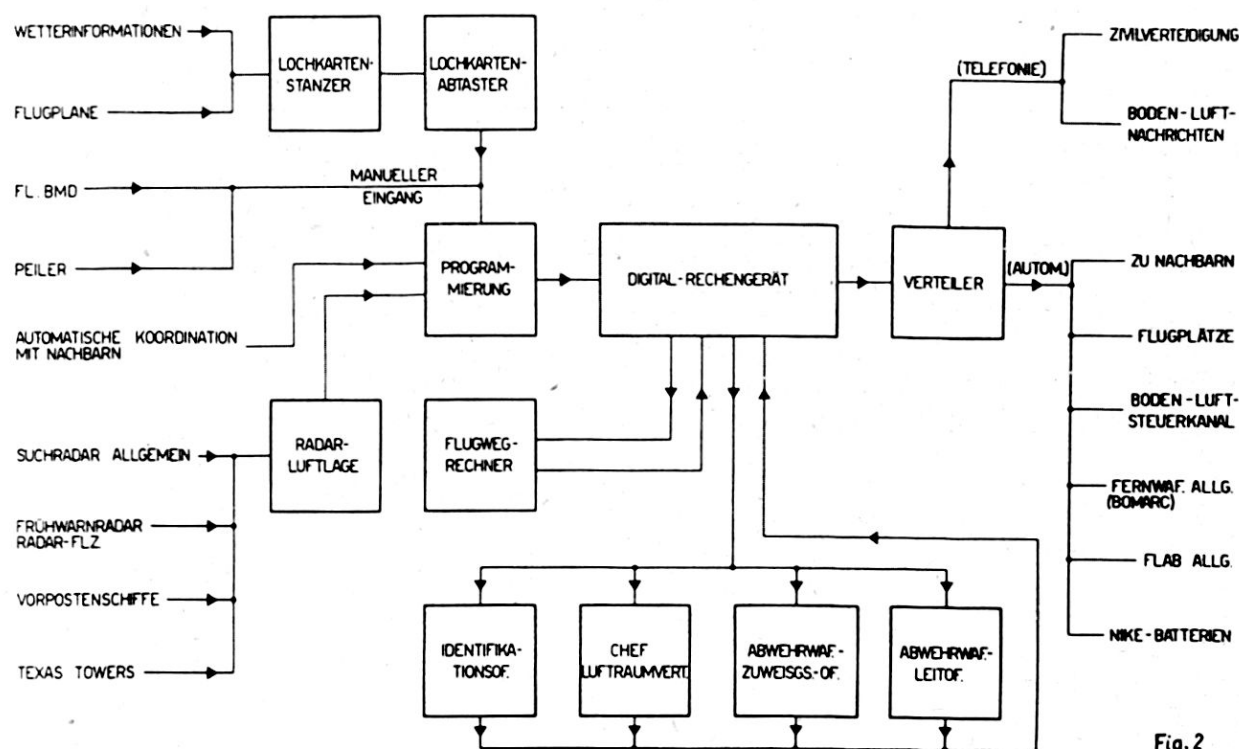 WETTERINFORMATIONEN
FLUGPLÄNE
LOCHKARTEN-
STANZER
LOCHKARTEN-
ABTASTER
FL. BMD
PEILER
MANUELLER
EINGANG
AUTOMATISCHE KOORDINATION
MIT NACHBARN
PROGRAM-
MIERUNG
DIGITAL-RECHENGERÄT
VERTEILER
(TELEFONIE)
ZIVILVERTEIDIGUNG
BODEN-LUFT-
NACHRICHTEN
(AUTOM.)
ZU NACHBARN
FLUGPLÄTZE
BODEN-LUFT-
STEUERKANAL
FERNWAF. ALLG.
(BOMARC)
FLAB ALLG.
NIKE-BATTERIEN
SUCHRADAR ALLGEMEIN
FRÜHWARNRADAR
RADAR-FLZ
VORPOSTENSCHIFFE
TEXAS TOWERS
RADAR-
LUFTLAGE
FLUGWEG-
RECHNER
IDENTIFIKA-
TIONSOF.
CHEF
LUFTRAUMVERT.
ABWEHRWAF.-
ZUWEISGS.-OF.
ABWEHRWAF.-
LEITOF.
Fig. 2